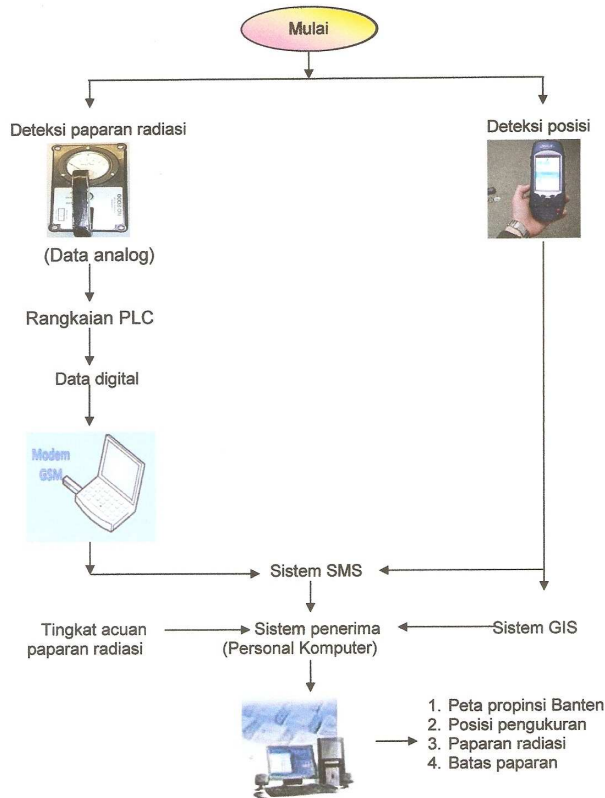 Mulai
Deteksi paparan radiasi
Deteksi posisi
(Data analog)
Rangkaian PLC
Data digital
Modem
GSM
Sistem SMS
Tingkat acuan
paparan radiasi
Sistem penerima
(Personal Komputer)
Sistem GIS
1. Peta propinsi Banten
2. Posisi pengukuran
3. Paparan radiasi
4. Batas paparan